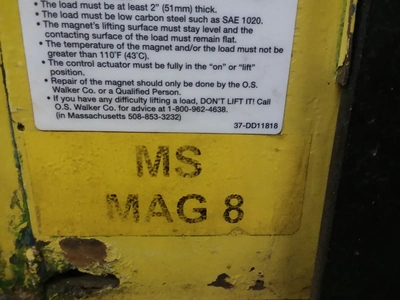 • The load must be at least 2" (51mm) thick.
• The load must be low carbon steel such as SAE 1020.
• The magnet's lifting surface must stay level and the
contacting surface of the load must remain flat.
• The temperature of the magnet and/or the load must not be
greater than 110°F (43°C).
• The control actuator must be fully in the "on" or "lift"
position.
• Repair of the magnet should only be done by the O.S.
Walker Co. or a Qualified Person.
• If you have any difficulty lifting a load, DON'T LIFT IT! Call
O.S. Walker Co. for advice at 1-800-962-4638.
(in Massachusetts 508-853-3232)
37-DD11818
MS
MAG 8